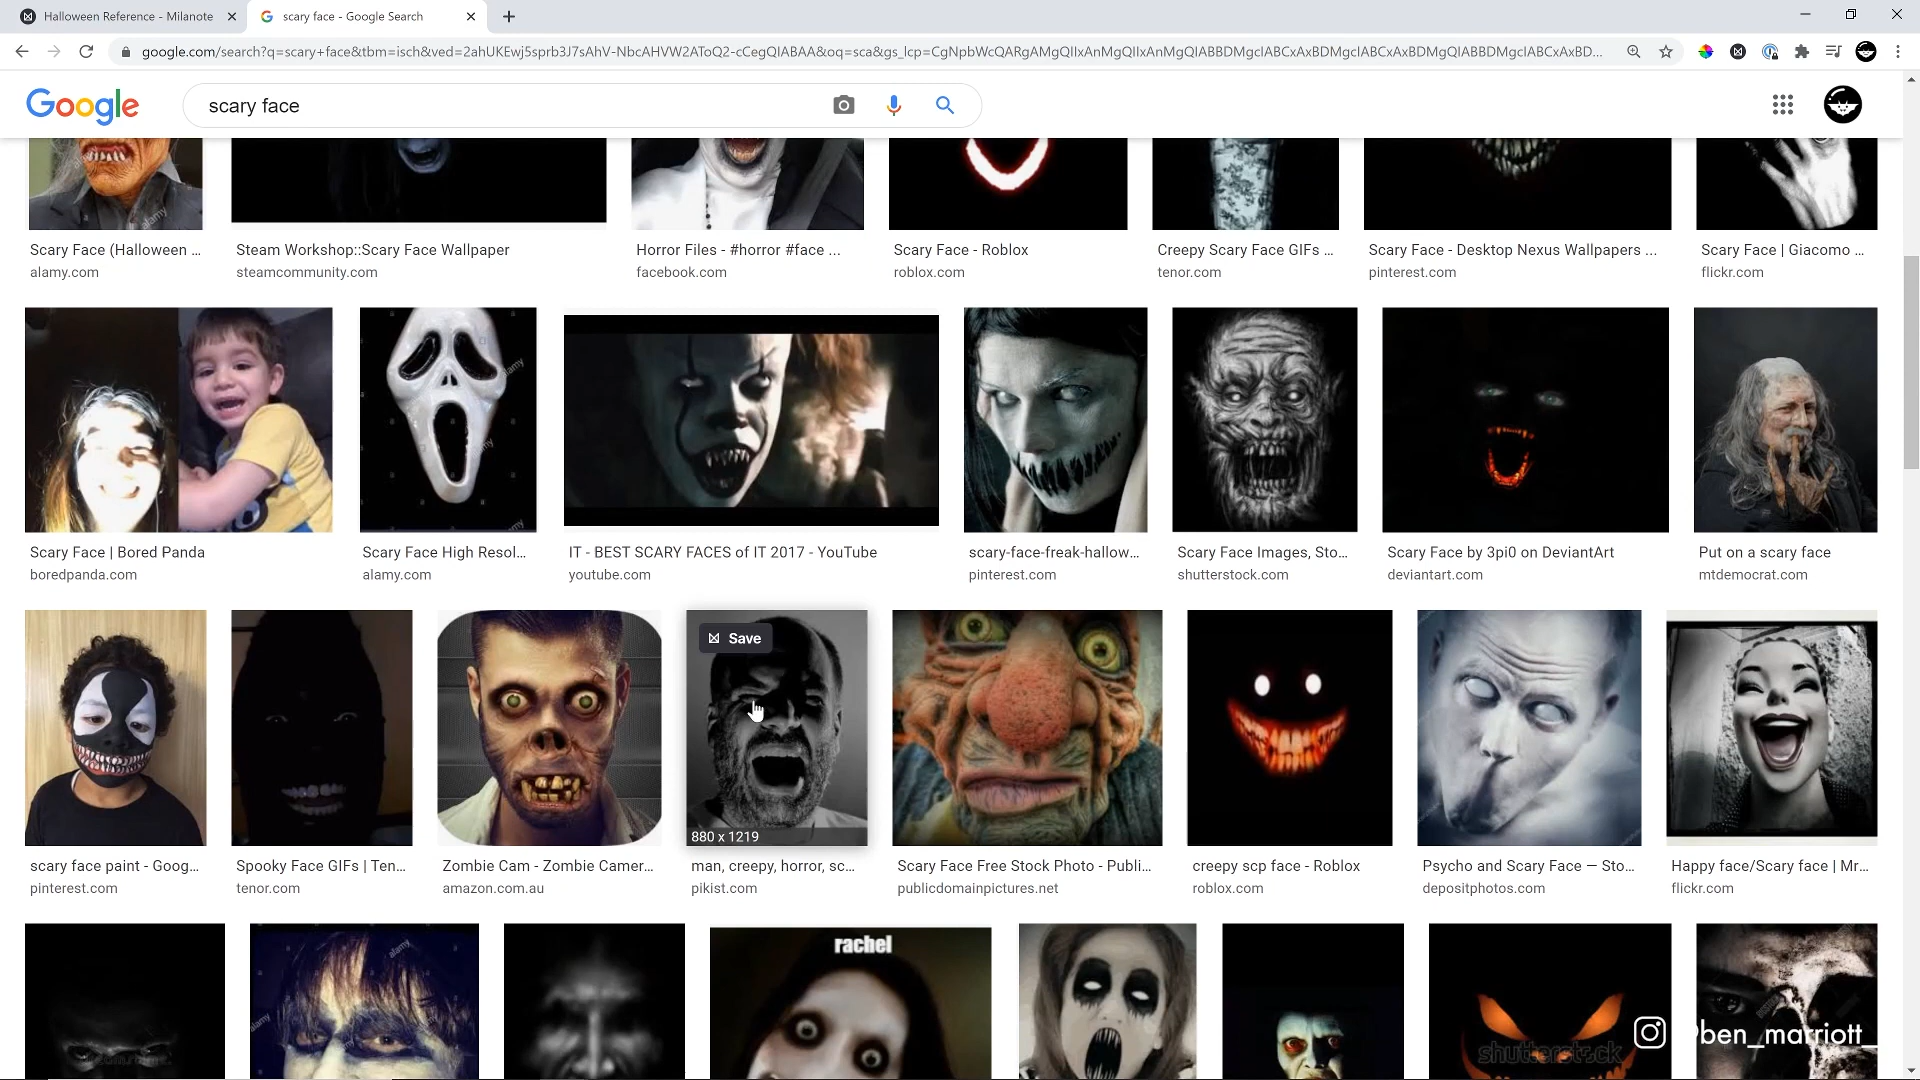 Halloween Reference - Milanote
scary face - Google Search
google.com/search?q=scary+face&tbm=isch&ved=2ahUKEwj5sprb3J7sAhV-NbcAHVW2AToQ2-cCegQIABAA&oq=sca&gs_lcp=CgNpbWcQARgAMgQIIxAnMgQIIxAnMgQIABBDMgcIABCxAxBDMgcIABCxAxBDMgQIABBDMgcIABCxAxBD...
Google
scary face
alamy
Scary Face (Halloween ...
alamy.com
Steam Workshop::Scary Face Wallpaper
steamcommunity.com
Horror Files - #horror #face ...
facebook.com
Scary Face - Roblox
roblox.com
Creepy Scary Face GIFs ...
tenor.com
Scary Face - Desktop Nexus Wallpapers ...
pinterest.com
Scary Face | Giacomo ...
flickr.com
alamy
alamy
Scary Face | Bored Panda
boredpanda.com
Scary Face High Resol...
alamy.com
IT - BEST SCARY FACES of IT 2017 - YouTube
youtube.com
scary-face-freak-hallow...
pinterest.com
Scary Face Images, Sto...
shutterstock.com
Scary Face by 3pi0 on DeviantArt
deviantart.com
Put on a scary face
mtdemocrat.com
Save
880 x 1219
scary face paint - Goog...
pinterest.com
Spooky Face GIFs | Ten...
tenor.com
Zombie Cam - Zombie Camer...
amazon.com.au
man, creepy, horror, sc...
pikist.com
Scary Face Free Stock Photo - Publi...
publicdomainpictures.net
creepy scp face - Roblox
roblox.com
Psycho and Scary Face — Sto...
depositphotos.com
Happy face/Scary face | Mr...
flickr.com
alamy
alamy
rachel
shutterstock
@ben_marriott_